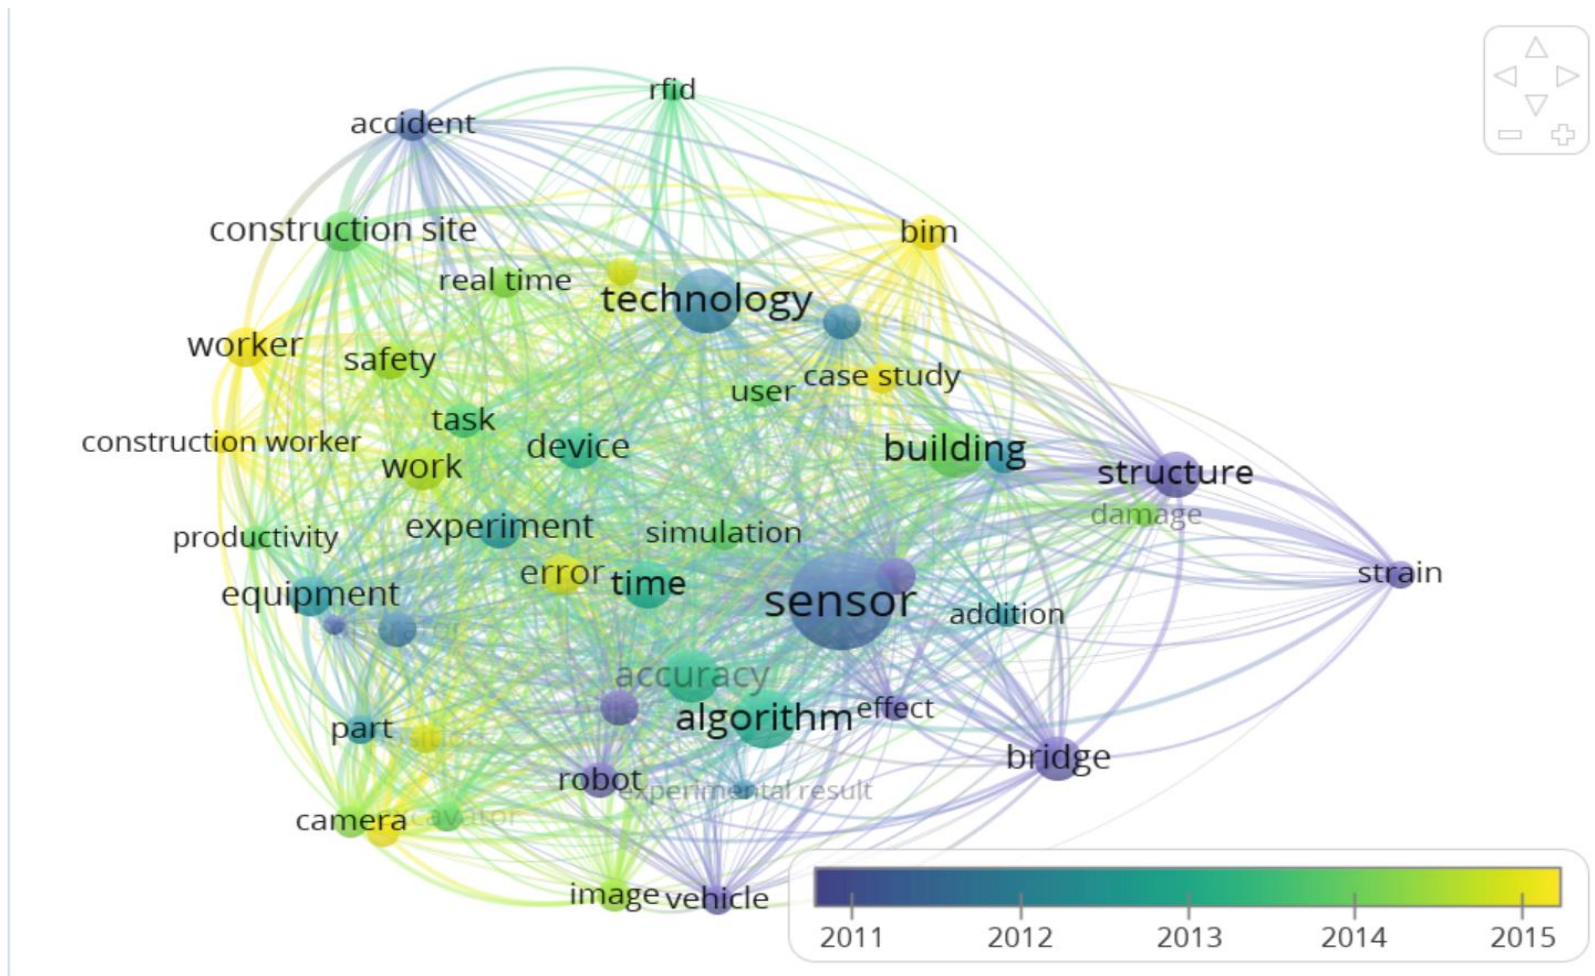 rfid
accident
construction site
bim
real time
technology
worker
safety
case study
user
task
construction worker
device
building
work
structure
damage
experiment
simulation
productivity
error
time
strain
equipment
sensor
addition
accuracy
effect
algorithm
part
bridge
robot
experimental result
camera
image
vehicle
2011
2012
2013
2014
2015